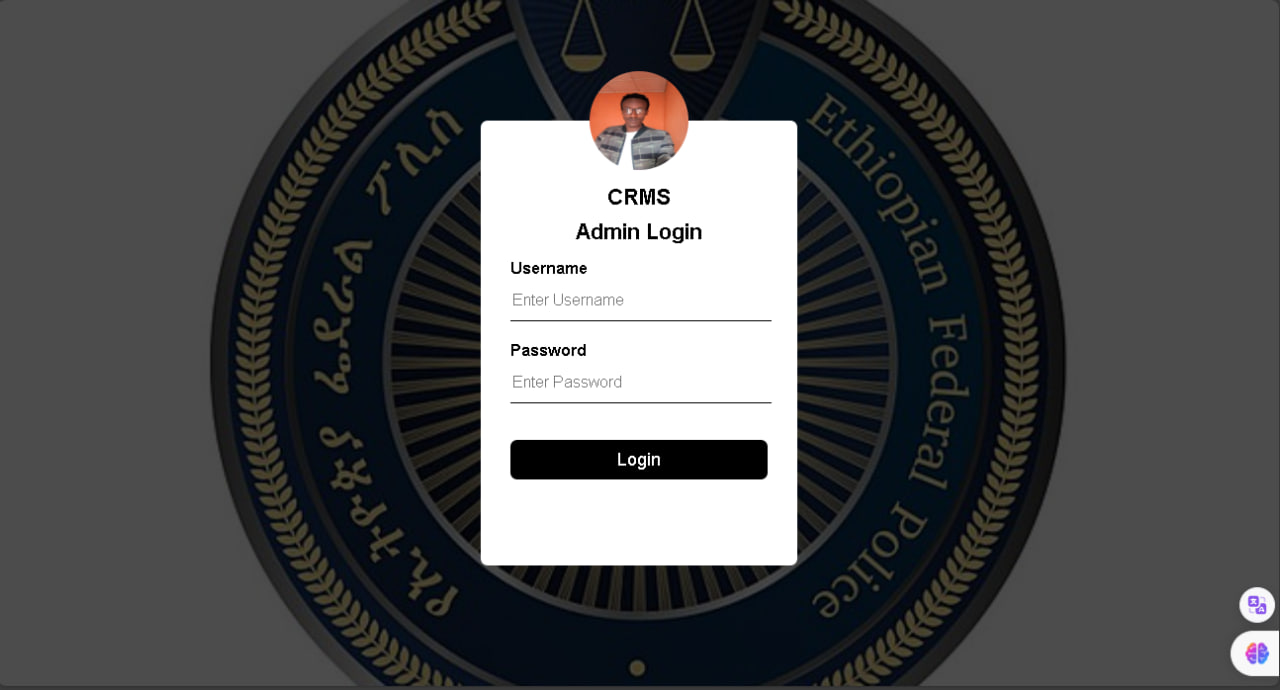 የኢትዮጵያ ፌዴራል ፖሊስ
Ethiopian Federal Police
CRMS
Admin Login
Username
Enter Username
Password
Enter Password
Login